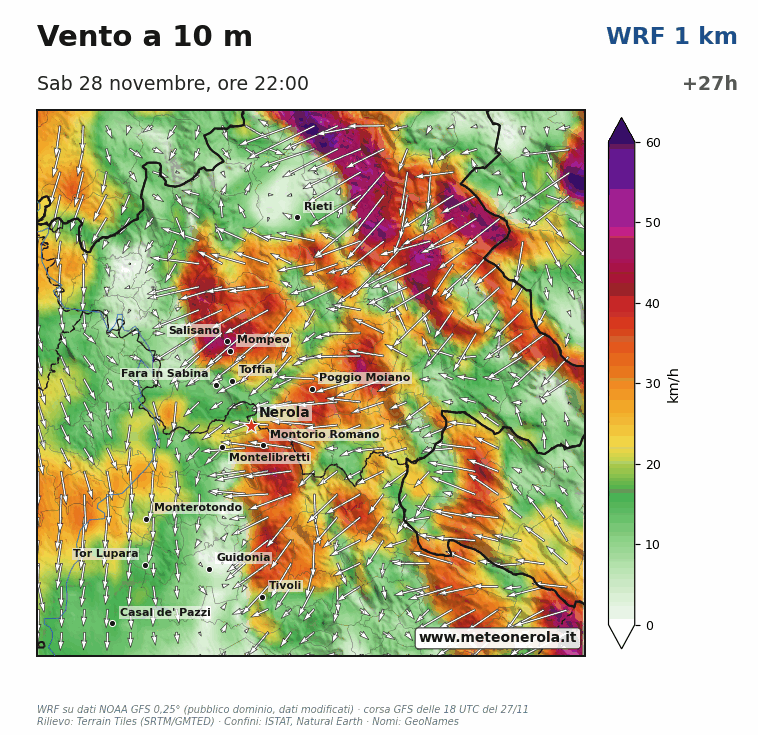 Vento a 10 m
WRF 1 km
Sab 28 novembre, ore 22:00
+27h
Rieti
Salisano
Mompeo
Fara in Sabina
Toffia
Poggio Moiano
Nerola
Montorio Romano
Montelibretti
Monterotondo
Tor Lupara
Guidonia
Tivoli
Casal de' Pazzi
www.meteonerola.it
60
50
40
30
20
10
0
km/h
WRF su dati NOAA GFS 0,25° (pubblico dominio, dati modificati) · corsa GFS delle 18 UTC del 27/11
Rilievo: Terrain Tiles (SRTM/GMTED) · Confini: ISTAT, Natural Earth · Nomi: GeoNames